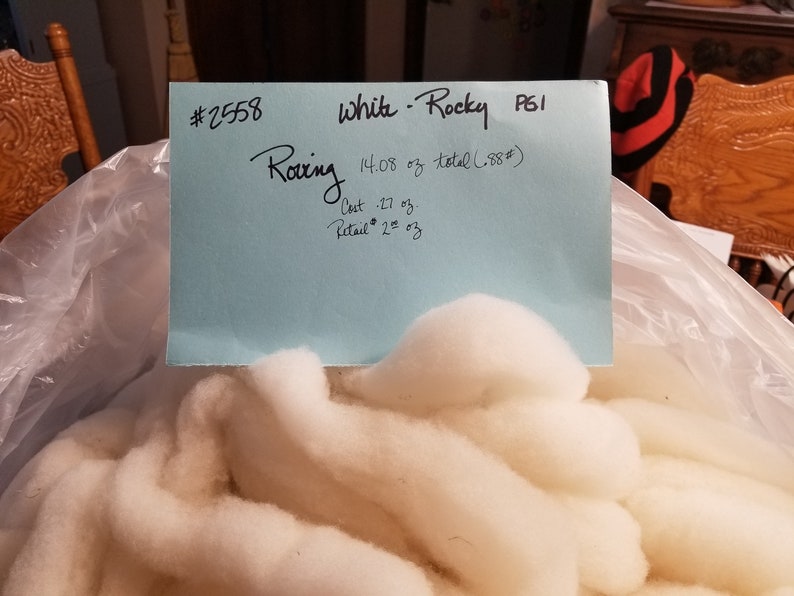 #2558 White - Rocky PG1
Roving 14.08 oz total (.88#)
Cost .27 oz.
Retail $ 2.00 oz